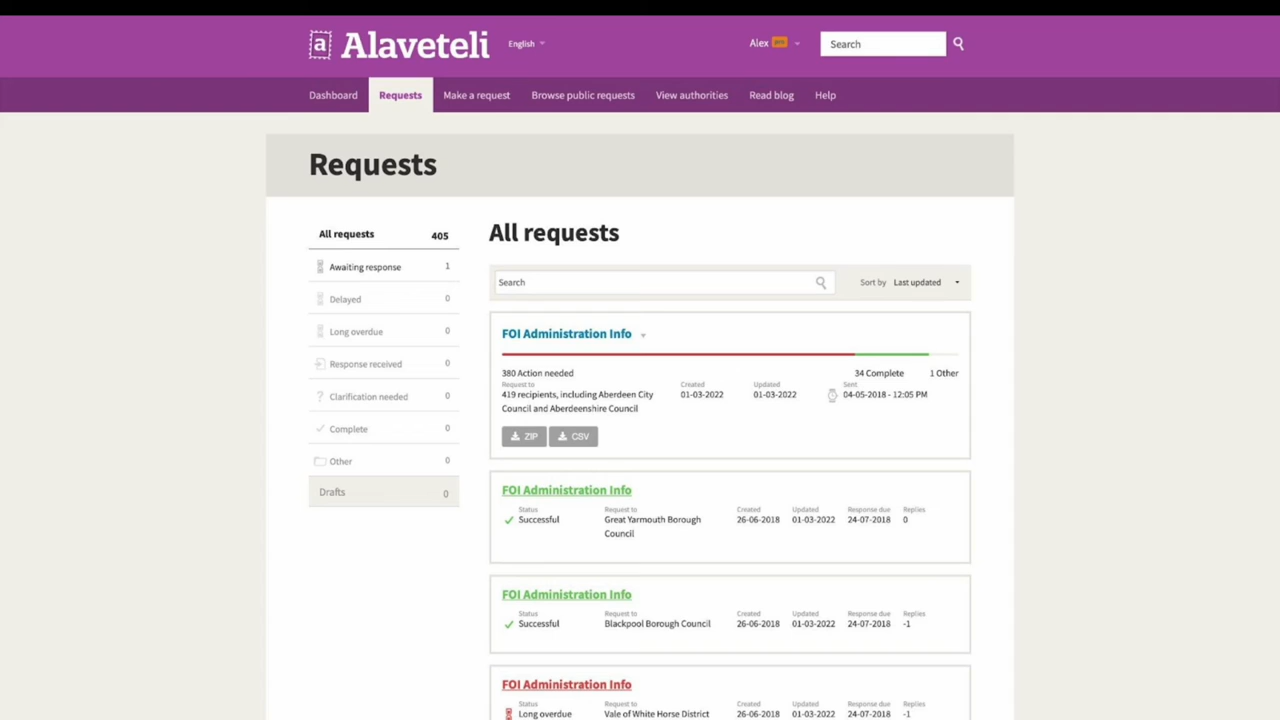 a Alaveteli
English
Alex
Search
Dashboard
Requests
Make a request
Browse public requests
View authorities
Read blog
Help
Requests
All requests 405
Awaiting response 1
Delayed 0
Long overdue 0
Response received 0
Clarification needed 0
Complete 0
Other 0
Drafts 0
All requests
Search
Sort by Last updated
FOI Administration Info
380 Action needed 34 Complete 1 Other
Request to Created Updated Sent
419 recipients, including Aberdeen City 01-03-2022 01-03-2022 04-05-2018 - 12:05 PM
Council and Aberdeenshire Council
ZIP CSV
FOI Administration Info
Status Request to Created Updated Response due Replies
Successful Great Yarmouth Borough 26-06-2018 01-03-2022 24-07-2018 0
Council
FOI Administration Info
Status Request to Created Updated Response due Replies
Successful Blackpool Borough Council 26-06-2018 01-03-2022 24-07-2018 -1
FOI Administration Info
Status Request to Created Updated Response due Replies
Long overdue Vale of White Horse District 26-06-2018 01-03-2022 24-07-2018 -1